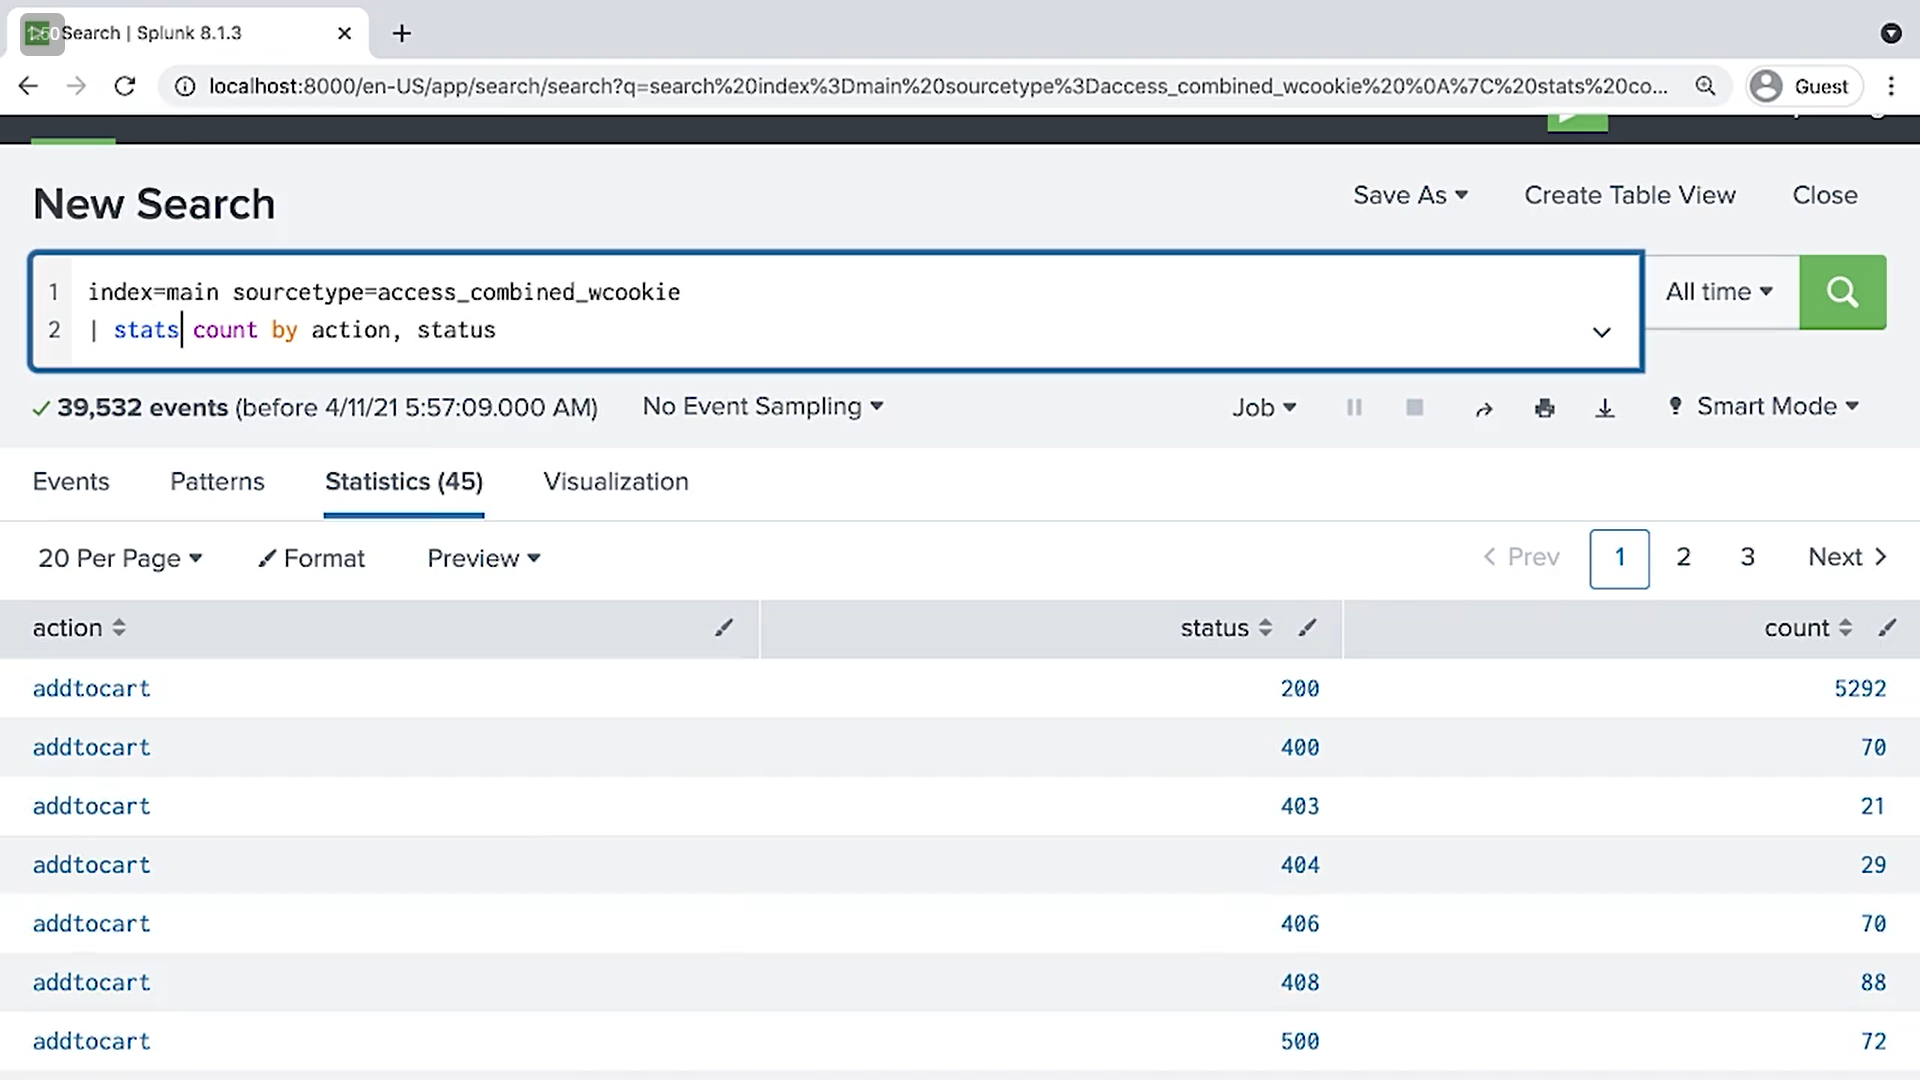 1:50
Search | Splunk 8.1.3
localhost:8000/en-US/app/search/search?q=search%20index%3Dmain%20sourcetype%3Daccess_combined_wcookie%20%0A%7C%20stats%20co...
Guest
New Search
Save As
Create Table View
Close
1 index=main sourcetype=access_combined_wcookie
2 | stats count by action, status
All time
39,532 events (before 4/11/21 5:57:09.000 AM)
No Event Sampling
Job
Smart Mode
Events
Patterns
Statistics (45)
Visualization
20 Per Page
Format
Preview
Prev
1
2
3
Next
action status count
addtocart 200 5292
addtocart 400 70
addtocart 403 21
addtocart 404 29
addtocart 406 70
addtocart 408 88
addtocart 500 72